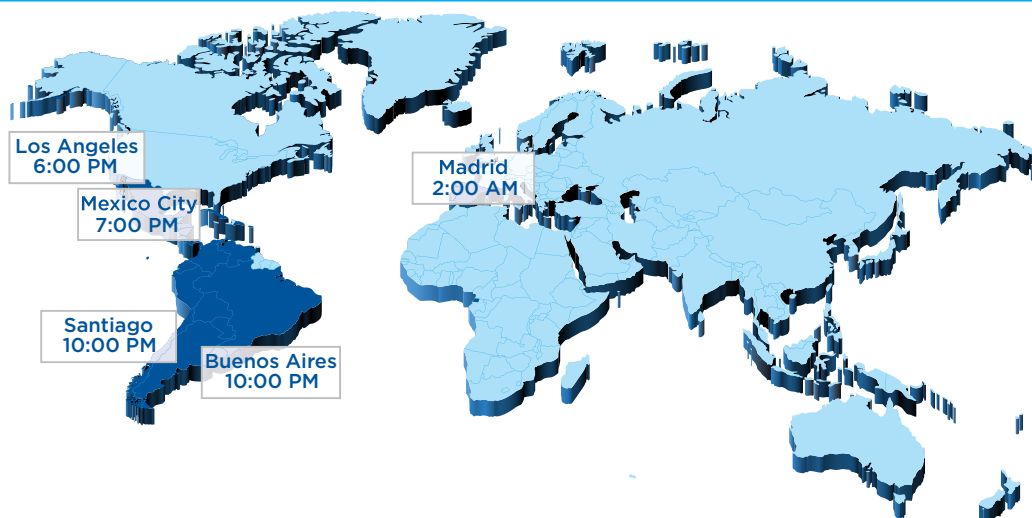 Los Angeles
6:00 PM
Mexico City
7:00 PM
Madrid
2:00 AM
Santiago
10:00 PM
Buenos Aires
10:00 PM